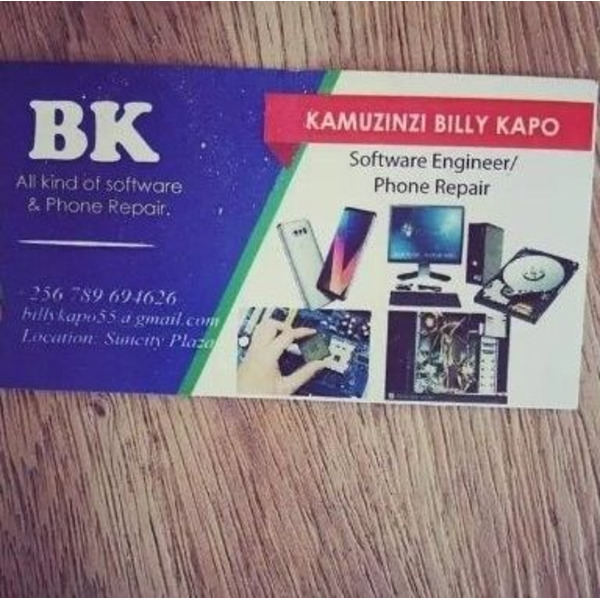 BK
All kind of software
& Phone Repair.
256 789 694626
billykapo55 a gmail.com
Location: Suncity Plaza
KAMUZINZI BILLY KAPO
Software Engineer/
Phone Repair